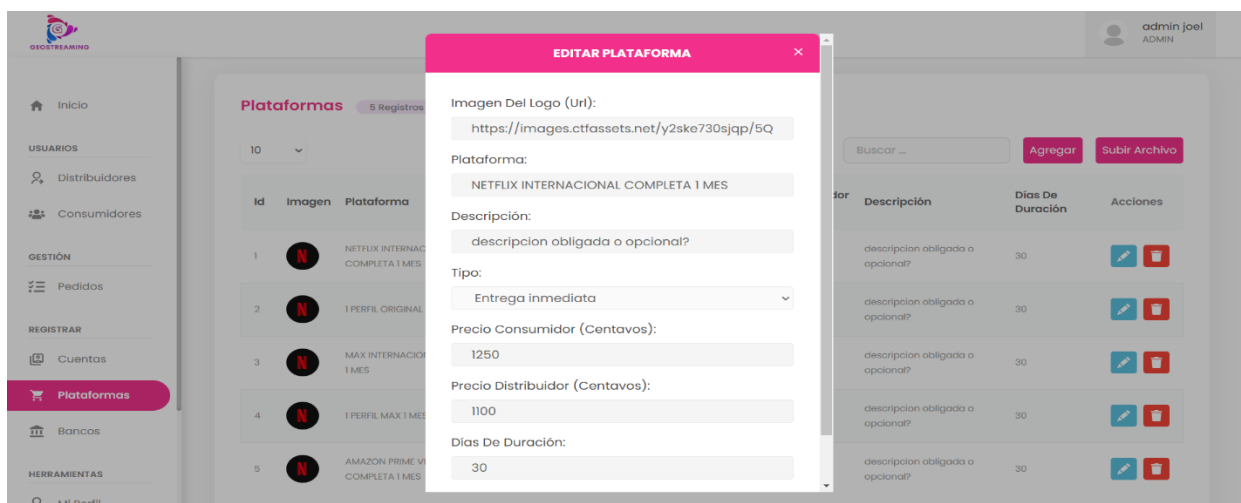 GEOSTREAMING
admin joel
ADMIN
EDITAR PLATAFORMA
×
Inicio
USUARIOS
Distribuidores
Consumidores
GESTIÓN
Pedidos
REGISTRAR
Cuentas
Plataformas
Bancos
HERRAMIENTAS
Plataformas 5 Registros
10
Buscar ...
Agregar
Subir Archivo
Id Imagen Plataforma dor Descripción Días De Duración Acciones
1 NETFLIX INTERNAC
COMPLETA 1 MES
descripcion obligada o
opcional?
30
2 1 PERFIL ORIGINAL
descripcion obligada o
opcional?
30
3 MAX INTERNACIO
1 MES
descripcion obligada o
opcional?
30
4 1 PERFIL MAX 1 MES
descripcion obligada o
opcional?
30
5 AMAZON PRIME VI
COMPLETA 1 MES
descripcion obligada o
opcional?
30
Imagen Del Logo (Url):
https://images.ctfassets.net/y2ske730sjqp/5Q
Plataforma:
NETFLIX INTERNACIONAL COMPLETA 1 MES
Descripción:
descripcion obligada o opcional?
Tipo:
Entrega inmediata
Precio Consumidor (Centavos):
1250
Precio Distribuidor (Centavos):
1100
Días De Duración:
30